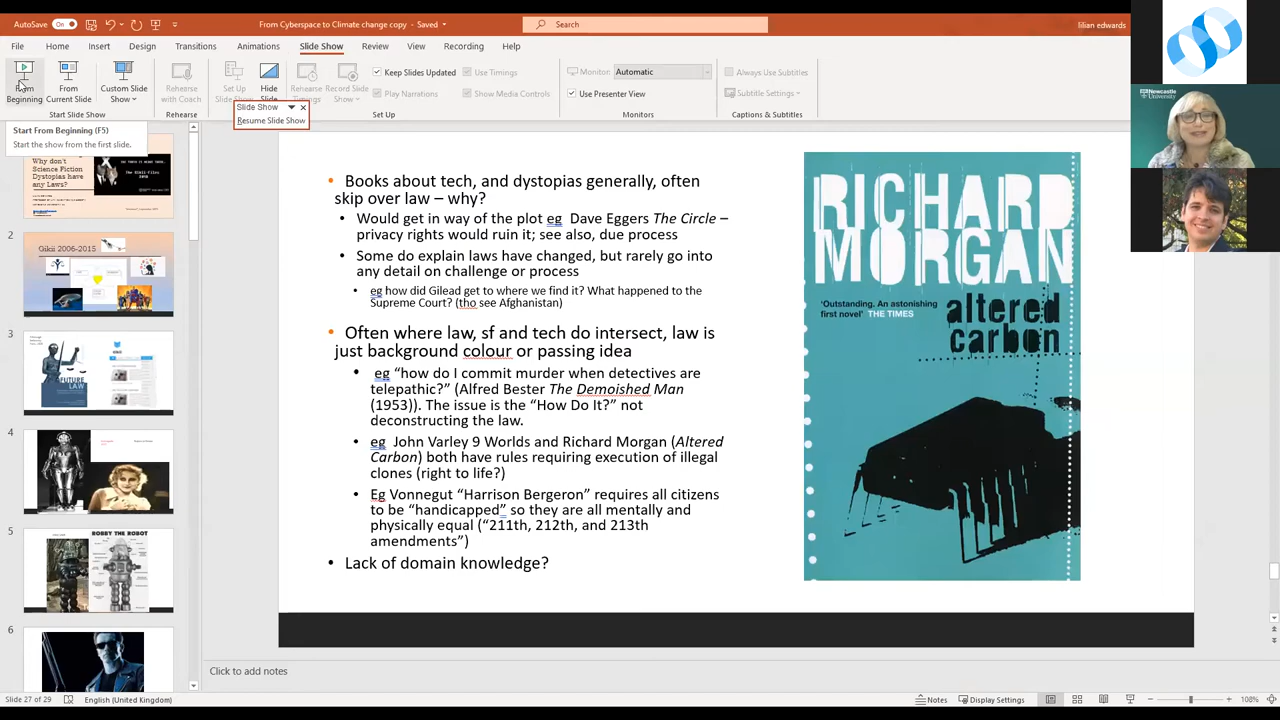 AutoSave On From Cyberspace to Climate change copy - Saved Search lilian edwards
File Home Insert Design Transitions Animations Slide Show Review View Recording Help
From Beginning From Current Slide Custom Slide Show Rehearse with Coach Set Up Hide Slide Rehearse Timings Record Slide Show
Keep Slides Updated Use Timings
Play Narrations Show Media Controls
Monitor: Automatic
Use Presenter View
Always Use Subtitles
Subtitle Settings
Start Slide Show Rehearse Set Up Monitors Captions & Subtitles
Slide Show
Resume Slide Show
Start From Beginning (F5)
Start the show from the first slide.
Newcastle University
Why don't
Science Fiction
Dystopias have
any Laws?
2
Gikii 2006-2015
3
FUTURE
LAW
4
5
ROBBY THE ROBOT
6
• Books about tech, and dystopias generally, often
skip over law – why?
• Would get in way of the plot eg Dave Eggers The Circle –
privacy rights would ruin it; see also, due process
• Some do explain laws have changed, but rarely go into
any detail on challenge or process
• eg how did Gilead get to where we find it? What happened to the
Supreme Court? (tho see Afghanistan)
• Often where law, sf and tech do intersect, law is
just background colour or passing idea
• eg “how do I commit murder when detectives are
telepathic?” (Alfred Bester The Demoished Man
(1953)). The issue is the “How Do It?” not
deconstructing the law.
• eg John Varley 9 Worlds and Richard Morgan (Altered
Carbon) both have rules requiring execution of illegal
clones (right to life?)
• Eg Vonnegut “Harrison Bergeron” requires all citizens
to be “handicapped” so they are all mentally and
physically equal (“211th, 212th, and 213th
amendments”)
• Lack of domain knowledge?
RICHARD
MORGAN
‘Outstanding. An astonishing
first novel’ THE TIMES
altered
carbon
Click to add notes
Slide 27 of 29 English (United Kingdom) Notes Display Settings 108%